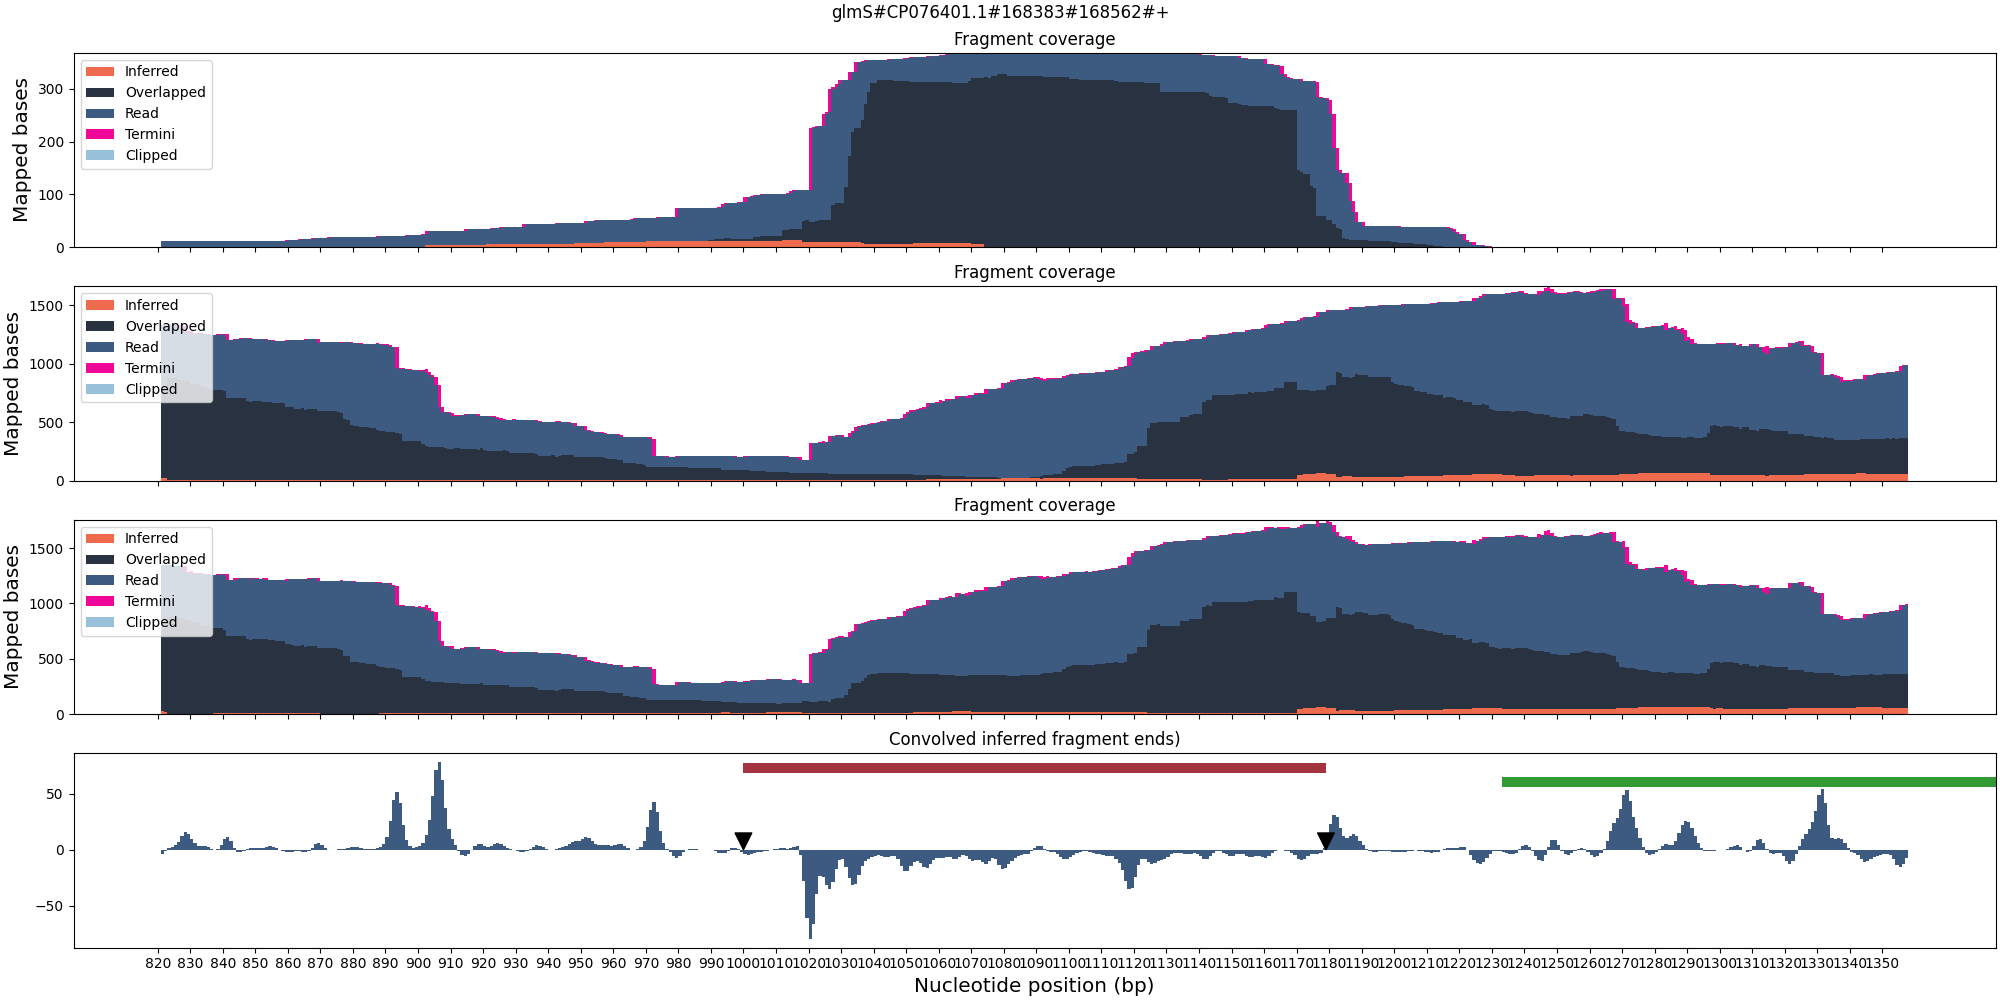 glmS#CP076401.1#168383#168562#+
Fragment coverage
Mapped bases
300
200
100
0
Inferred
Overlapped
Read
Termini
Clipped
Fragment coverage
Mapped bases
1500
1000
500
0
Inferred
Overlapped
Read
Termini
Clipped
Fragment coverage
Mapped bases
1500
1000
500
0
Inferred
Overlapped
Read
Termini
Clipped
Convolved inferred fragment ends)
50
0
−50
820 830 840 850 860 870 880 890 900 910 920 930 940 950 960 970 980 990 1000 1010 1020 1030 1040 1050 1060 1070 1080 1090 1100 1110 1120 1130 1140 1150 1160 1170 1180 1190 1200 1210 1220 1230 1240 1250 1260 1270 1280 1290 1300 1310 1320 1330 1340 1350
Nucleotide position (bp)